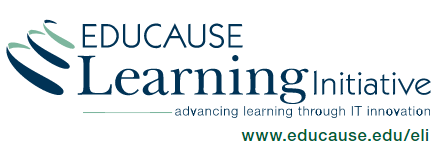 EDUCAUSE
Learning Initiative
advancing learning through IT innovation
www.educause.edu/eli